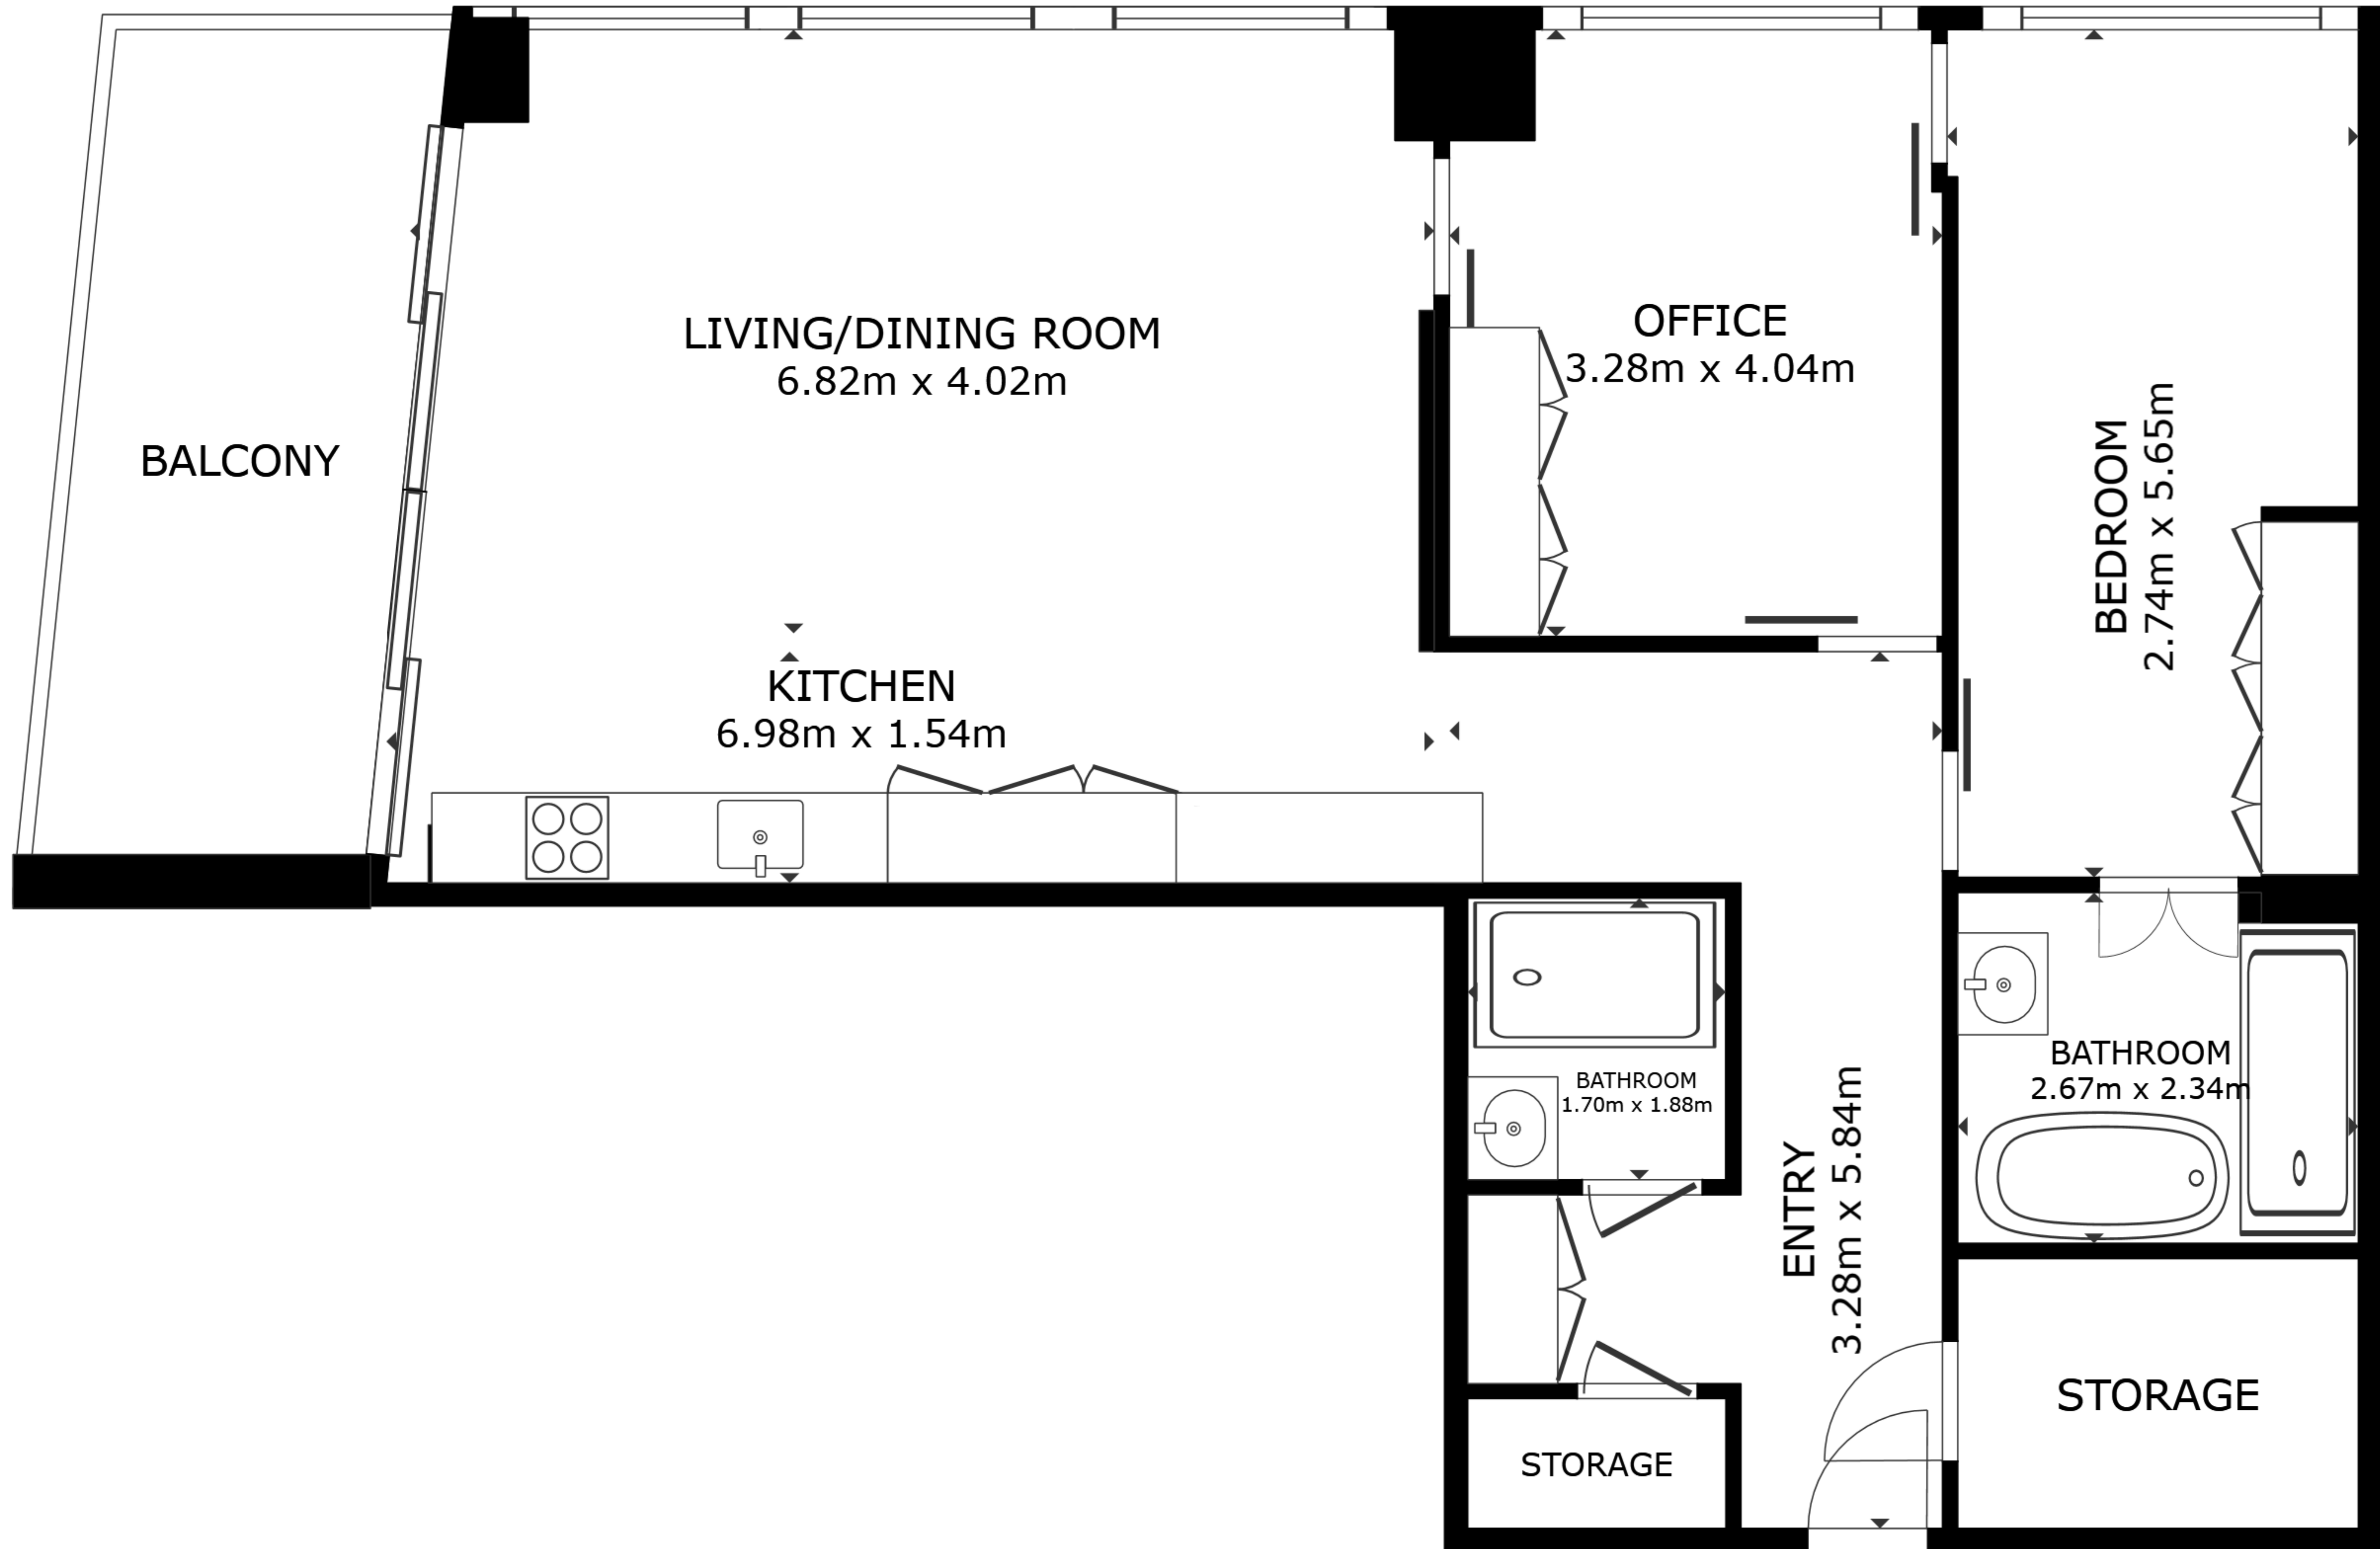 LIVING/DINING ROOM
6.82m x 4.02m
OFFICE
3.28m x 4.04m
BALCONY
BEDROOM
2.74m x 5.65m
KITCHEN
6.98m x 1.54m
BATHROOM
1.70m x 1.88m
ENTRY
3.28m x 5.84m
BATHROOM
2.67m x 2.34m
STORAGE
STORAGE